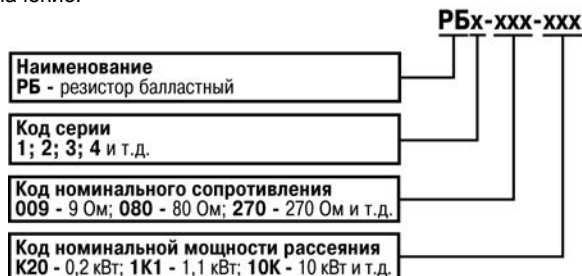 РБх-ххх-ххх
Наименование
РБ - резистор балластный
Код серии
1; 2; 3; 4 и т.д.
Код номинального сопротивления
009 - 9 Ом; 080 - 80 Ом; 270 - 270 Ом и т.д.
Код номинальной мощности рассеяния
К20 - 0,2 кВт; 1К1 - 1,1 кВт; 10К - 10 кВт и т.д.